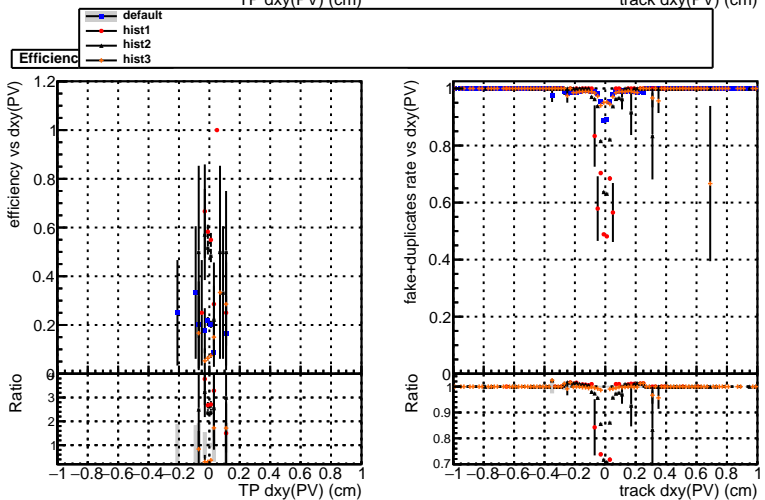 TP dxy(PV) (cm) track dxy(PV) (cm)
default
hist1
hist2
hist3
Efficienc
efficiency vs dxy(PV)
1.2
1
0.8
0.6
0.4
0.2
0
Ratio
3
2
1
−1 −0.8 −0.6 −0.4 −0.2 0 0.2 0.4 0.6 0.8 1
TP dxy(PV) (cm)
fake+duplicates rate vs dxy(PV)
1
0.8
0.6
0.4
0.2
0
Ratio
1
0.9
0.8
0.7
−1 −0.8 −0.6 −0.4 −0.2 0 0.2 0.4 0.6 0.8 1
track dxy(PV) (cm)